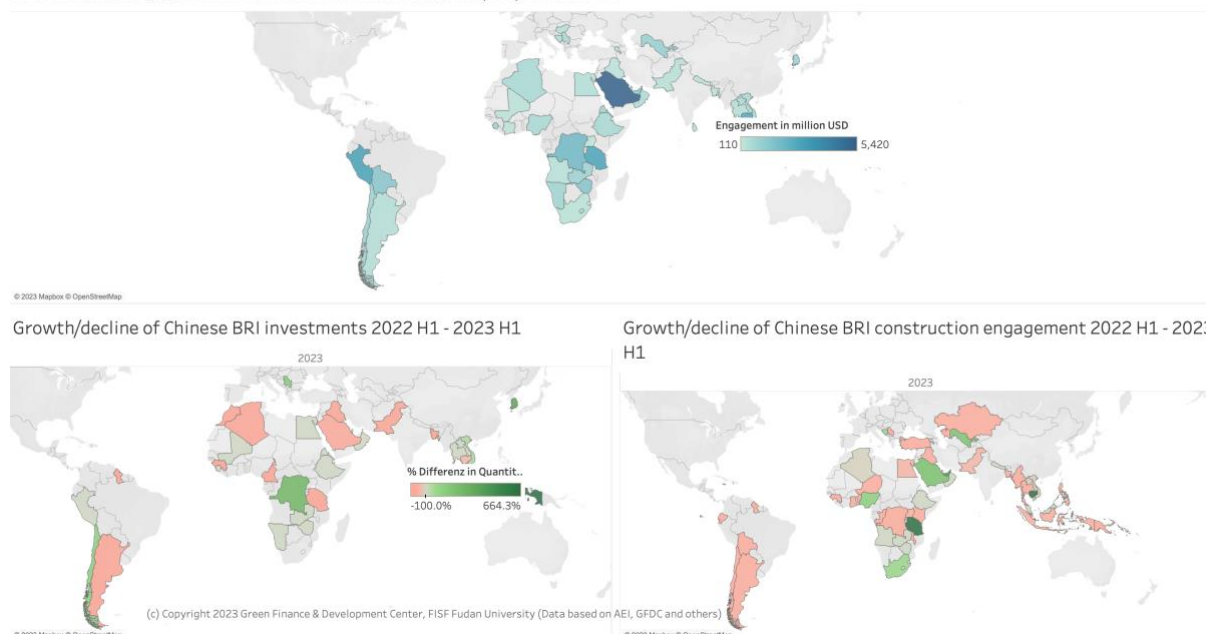 Engagement in million USD
110 5,420
© 2023 Mapbox © OpenStreetMap
Growth/decline of Chinese BRI investments 2022 H1 - 2023 H1
2023
% Differenz in Quantit..
-100.0% 664.3%
Growth/decline of Chinese BRI construction engagement 2022 H1 - 2023
H1
2023
(c) Copyright 2023 Green Finance & Development Center, FISF Fudan University (Data based on AEI, GFDC and others)